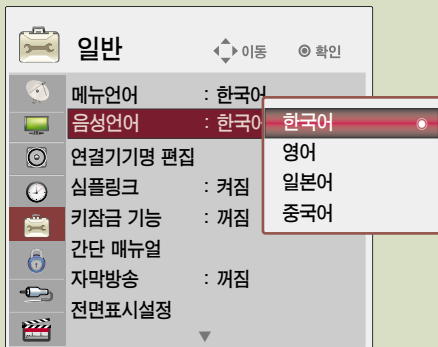 일반 이동 확인
메뉴언어 : 한국어
음성언어 : 한국어
연결기기명 편집
심플링크 : 켜짐
키잠금 기능 : 꺼짐
간단 매뉴얼
자막방송 : 꺼짐
전면표시설정
한국어
영어
일본어
중국어